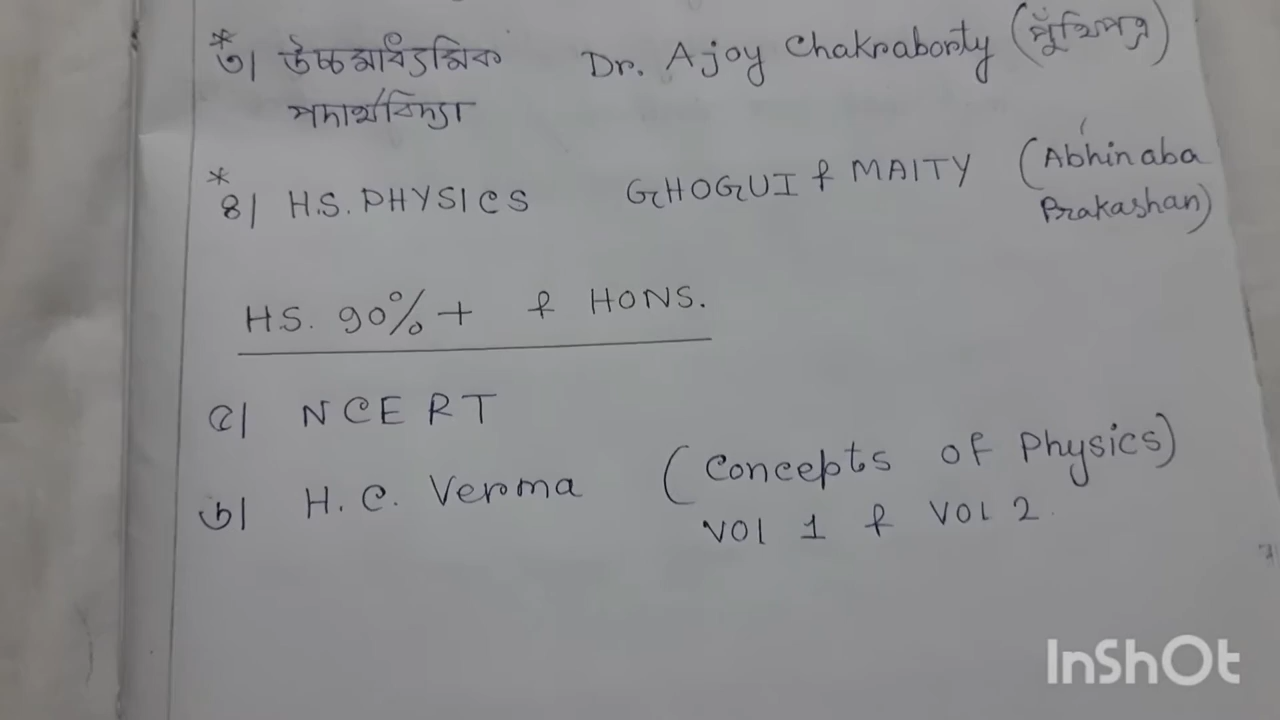 *
৩। উচ্চমাধ্যমিক Dr. Ajoy Chakraborty (পুঁথিপত্র)
পদার্থবিদ্যা
*
৪। H.S. PHYSICS GHOGUI & MAITY (Abhinaba
Prakashan)
H.S. 90%+ & HONS.
৫। NCERT
৬। H. C. Verma (Concepts of Physics)
VOl 1 & VOl 2.
InShOt